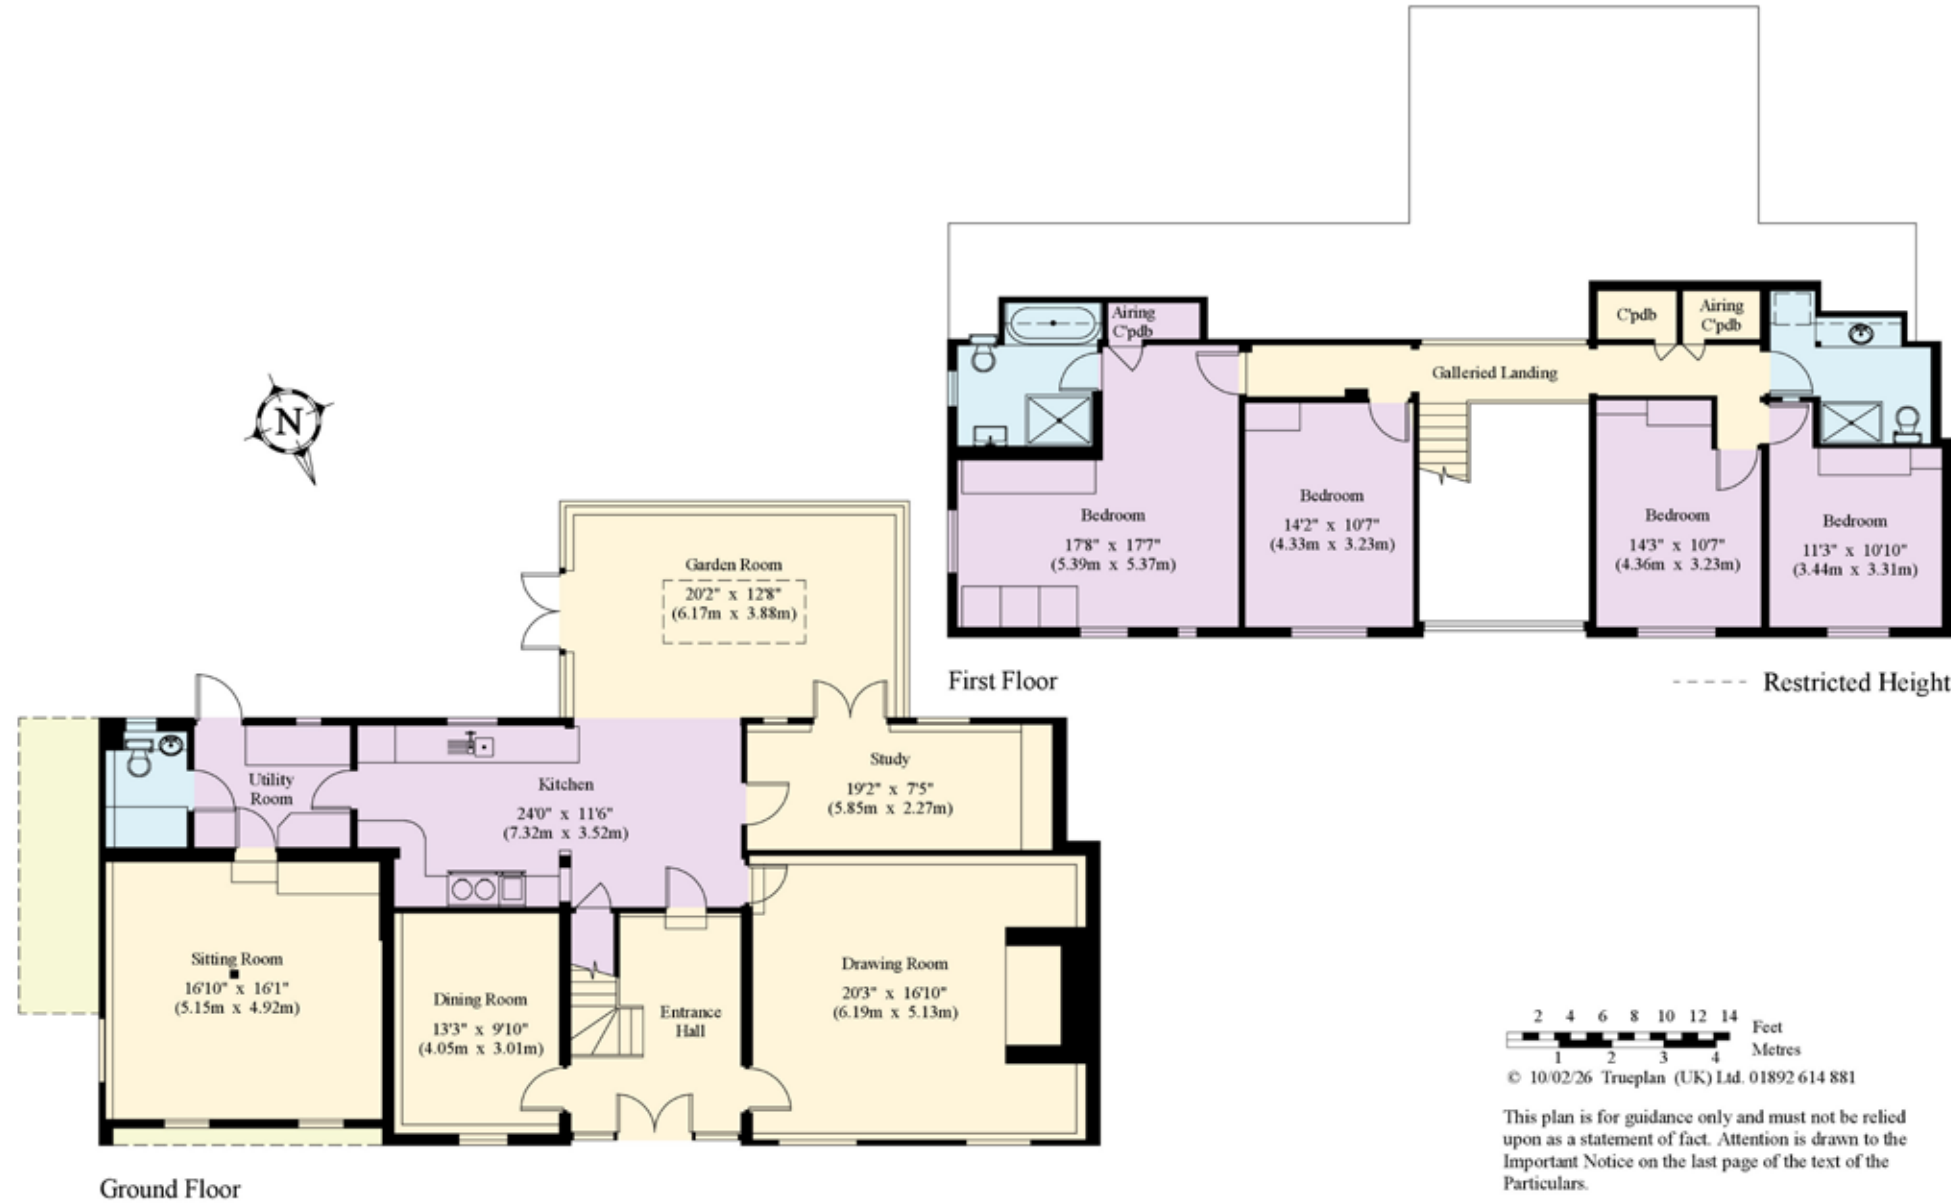 Airing
C'pdb
C'pdb
Airing
C'pdb
Galleried Landing
Bedroom
17'8" x 17'7"
(5.39m x 5.37m)
Bedroom
14'2" x 10'7"
(4.33m x 3.23m)
Bedroom
14'3" x 10'7"
(4.36m x 3.23m)
Bedroom
11'3" x 10'10"
(3.44m x 3.31m)
First Floor
Restricted Height
N
Garden Room
20'2" x 12'8"
(6.17m x 3.88m)
Utility
Room
Kitchen
24'0" x 11'6"
(7.32m x 3.52m)
Study
19'2" x 7'5"
(5.85m x 2.27m)
Sitting Room
16'10" x 16'1"
(5.15m x 4.92m)
Dining Room
13'3" x 9'10"
(4.05m x 3.01m)
Entrance
Hall
Drawing Room
20'3" x 16'10"
(6.19m x 5.13m)
Ground Floor
2 4 6 8 10 12 14
Feet
Metres
1 2 3 4
© 10/02/26 Trueplan (UK) Ltd. 01892 614 881
This plan is for guidance only and must not be relied
upon as a statement of fact. Attention is drawn to the
Important Notice on the last page of the text of the
Particulars.